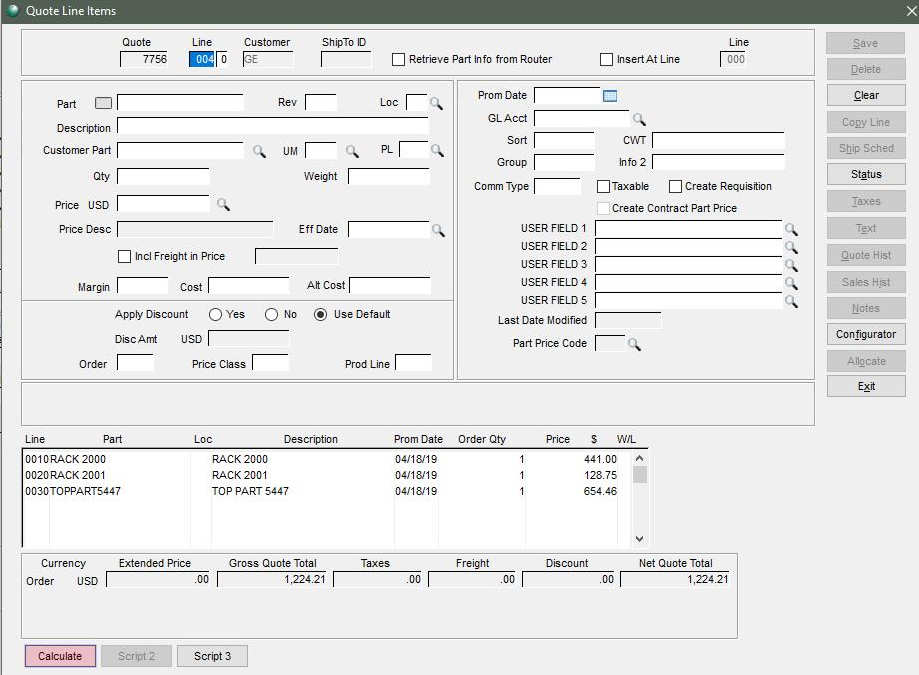 Quote Line Items
Quote Line Customer ShipTo ID Line
7756 004 0 GE Retrieve Part Info from Router Insert At Line 000
Part Rev Loc
Description
Customer Part UM PL
Qty Weight
Price USD
Price Desc Eff Date
Incl Freight in Price
Margin Cost Alt Cost
Apply Discount Yes No Use Default
Disc Amt USD
Order Price Class Prod Line
Prom Date
GL Acct
Sort CWT
Group Info 2
Comm Type Taxable Create Requisition
Create Contract Part Price
USER FIELD 1
USER FIELD 2
USER FIELD 3
USER FIELD 4
USER FIELD 5
Last Date Modified
Part Price Code
Save
Delete
Clear
Copy Line
Ship Sched
Status
Taxes
Text
Quote Hist
Sales Hist
Notes
Configurator
Allocate
Exit
Line Part Loc Description Prom Date Order Qty Price $ W/L
0010 RACK 2000 RACK 2000 04/18/19 1 441.00
0020 RACK 2001 RACK 2001 04/18/19 1 128.75
0030 TOPPART5447 TOP PART 5447 04/18/19 1 654.46
Currency Extended Price Gross Quote Total Taxes Freight Discount Net Quote Total
Order USD .00 1,224.21 .00 .00 .00 1,224.21
Calculate Script 2 Script 3